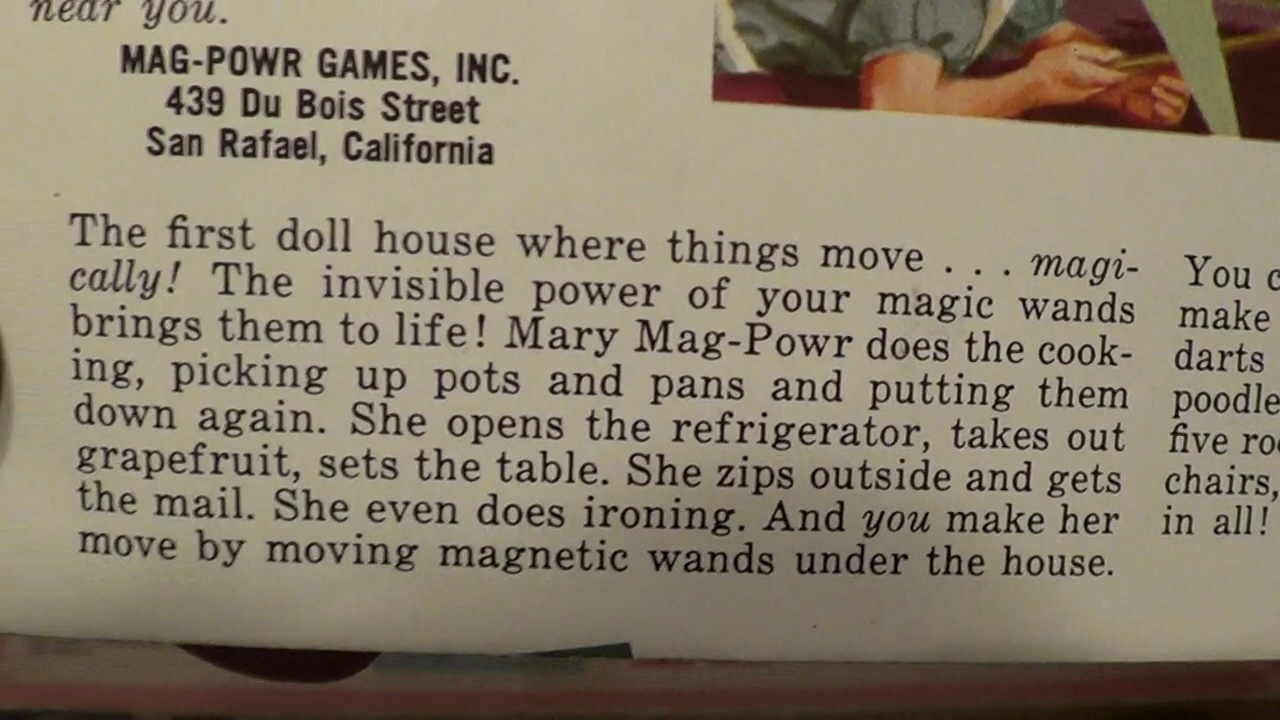 near you.
MAG-POWR GAMES, INC.
439 Du Bois Street
San Rafael, California
The first doll house where things move . . . magi-
cally! The invisible power of your magic wands
brings them to life! Mary Mag-Powr does the cook-
ing, picking up pots and pans and putting them
down again. She opens the refrigerator, takes out
grapefruit, sets the table. She zips outside and gets
the mail. She even does ironing. And you make her
move by moving magnetic wands under the house.
You
make
darts
poodle
five
chairs,
in all!